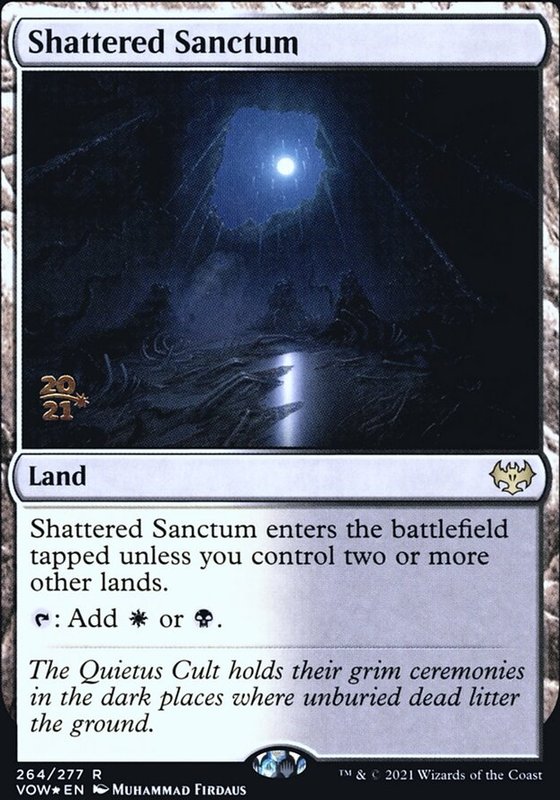 Shattered Sanctum
20
21
Land
Shattered Sanctum enters the battlefield
tapped unless you control two or more
other lands.
: Add or .
The Quietus Cult holds their grim ceremonies
in the dark places where unburied dead litter
the ground.
264/277 R
VOW★EN Muhammad Firdaus
™ & © 2021 Wizards of the Coast